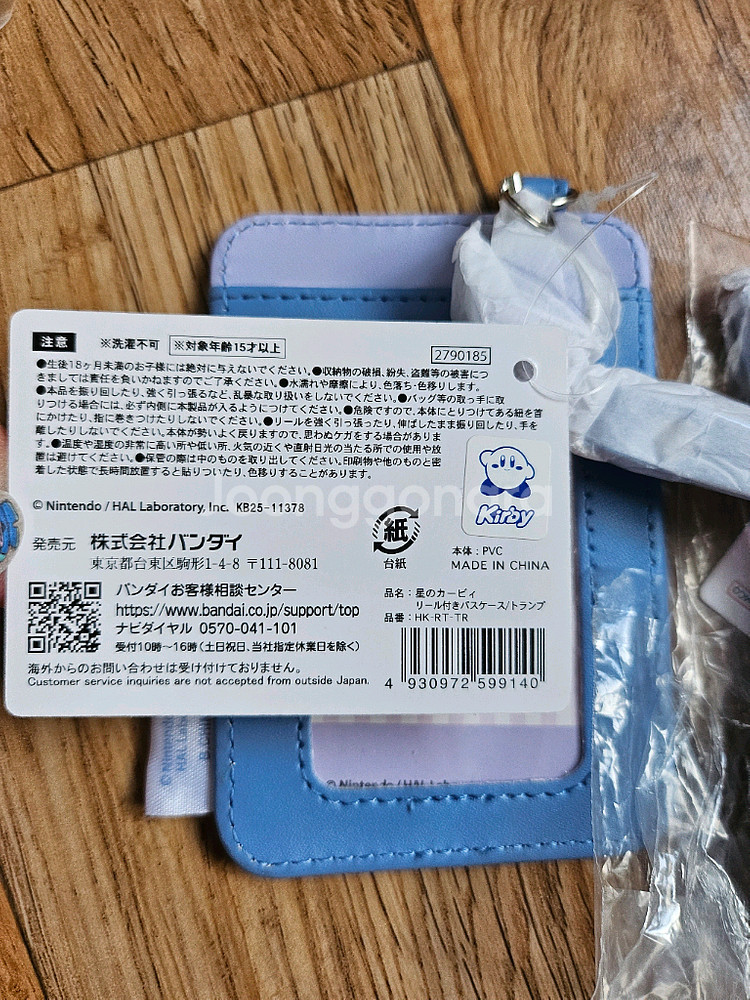 注意 ※洗濯不可 ※対象年齢15才以上
2790185
●生後18ヶ月未満のお子様には絶対に与えないでください。●収納物の破損、紛失、盗難等の被害につ
きましては責任を負いかねますのでご了承ください。●水濡れや摩擦により、色落ち・色移りします。
●本品を振り回したり、強く引っ張るなど、乱暴な取り扱いをしないでください。●バッグ等の取っ手に取
りつける場合には、必ず内側に本製品が入るようにつけてください。●危険ですので、本体にとりつけてある紐を首
にかけたり、指に巻きつけたりしないでください。●リールを強く引っ張ったり、伸ばしたまま振り回したり、手を
離したりしないでください。本体が勢いよく戻りますので、思わぬケガをする場合がありま
す。●温度や湿度の非常に高い所や低い所、火気の近くや直射日光の当たる所での使用や放
置は避けてください。●保管の際は中のものを取り出してください。印刷物や他のものと密
着した状態で長時間放置すると貼りついたり、色移りすることがあります。
Kirby
loonggonggia
© Nintendo / HAL Laboratory, Inc. KB25-11378
紙
台紙
本体：PVC
MADE IN CHINA
発売元 株式会社バンダイ
東京都台東区駒形1-4-8 〒111-8081
バンダイお客様相談センター
https://www.bandai.co.jp/support/top
ナビダイヤル 0570-041-101
受付10時〜16時(土日祝日、当社指定休業日を除く)
海外からのお問い合わせは受け付けておりません。
Customer service inquiries are not accepted from outside Japan.
品名：星のカービィ
リール付きパスケース/トランプ
品番：HK-RT-TR
4 930972 599140
© Nintendo / HAL Lab